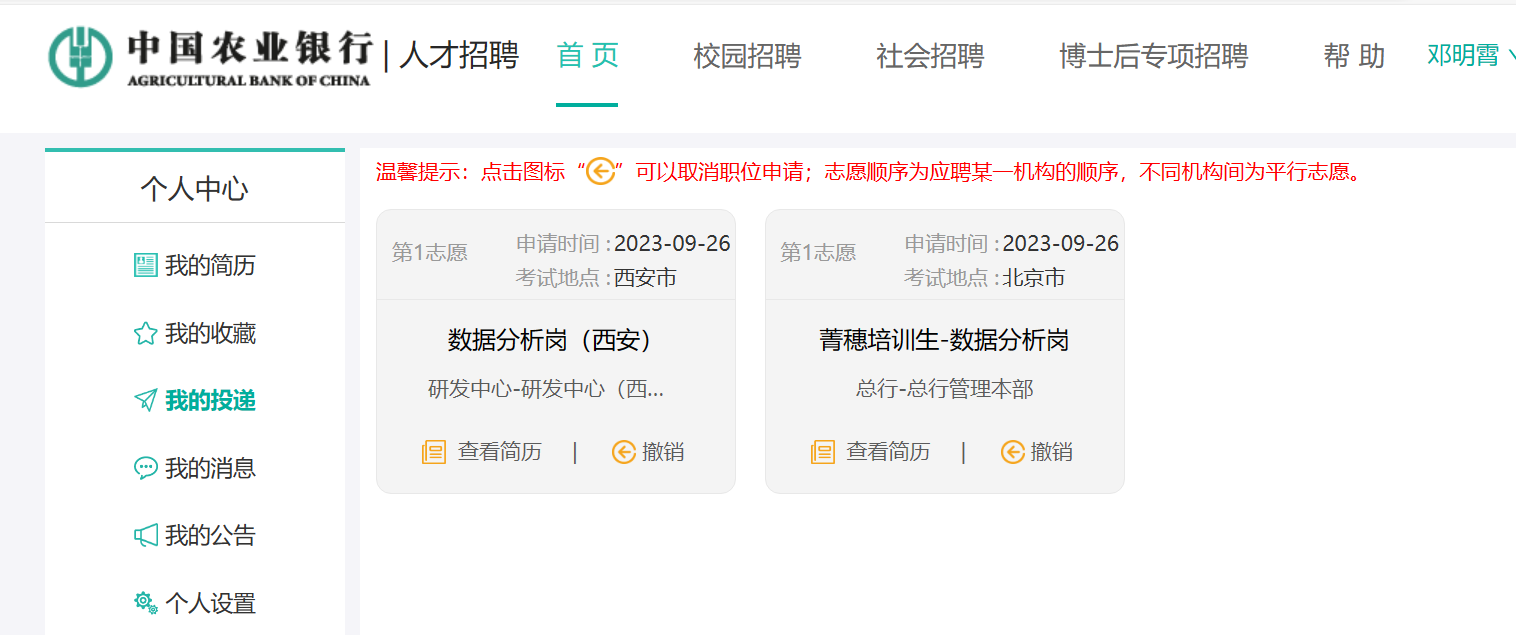 中国农业银行 | 人才招聘
AGRICULTURAL BANK OF CHINA
首 页
校园招聘
社会招聘
博士后专项招聘
帮 助
邓明霄
个人中心
我的简历
我的收藏
我的投递
我的消息
我的公告
个人设置
温馨提示：点击图标“”可以取消职位申请；志愿顺序为应聘某一机构的顺序，不同机构间为平行志愿。
第1志愿
申请时间 :2023-09-26
考试地点 :西安市
数据分析岗（西安）
研发中心-研发中心（西...
查看简历 | 撤销
第1志愿
申请时间 :2023-09-26
考试地点 :北京市
菁穗培训生-数据分析岗
总行-总行管理本部
查看简历 | 撤销